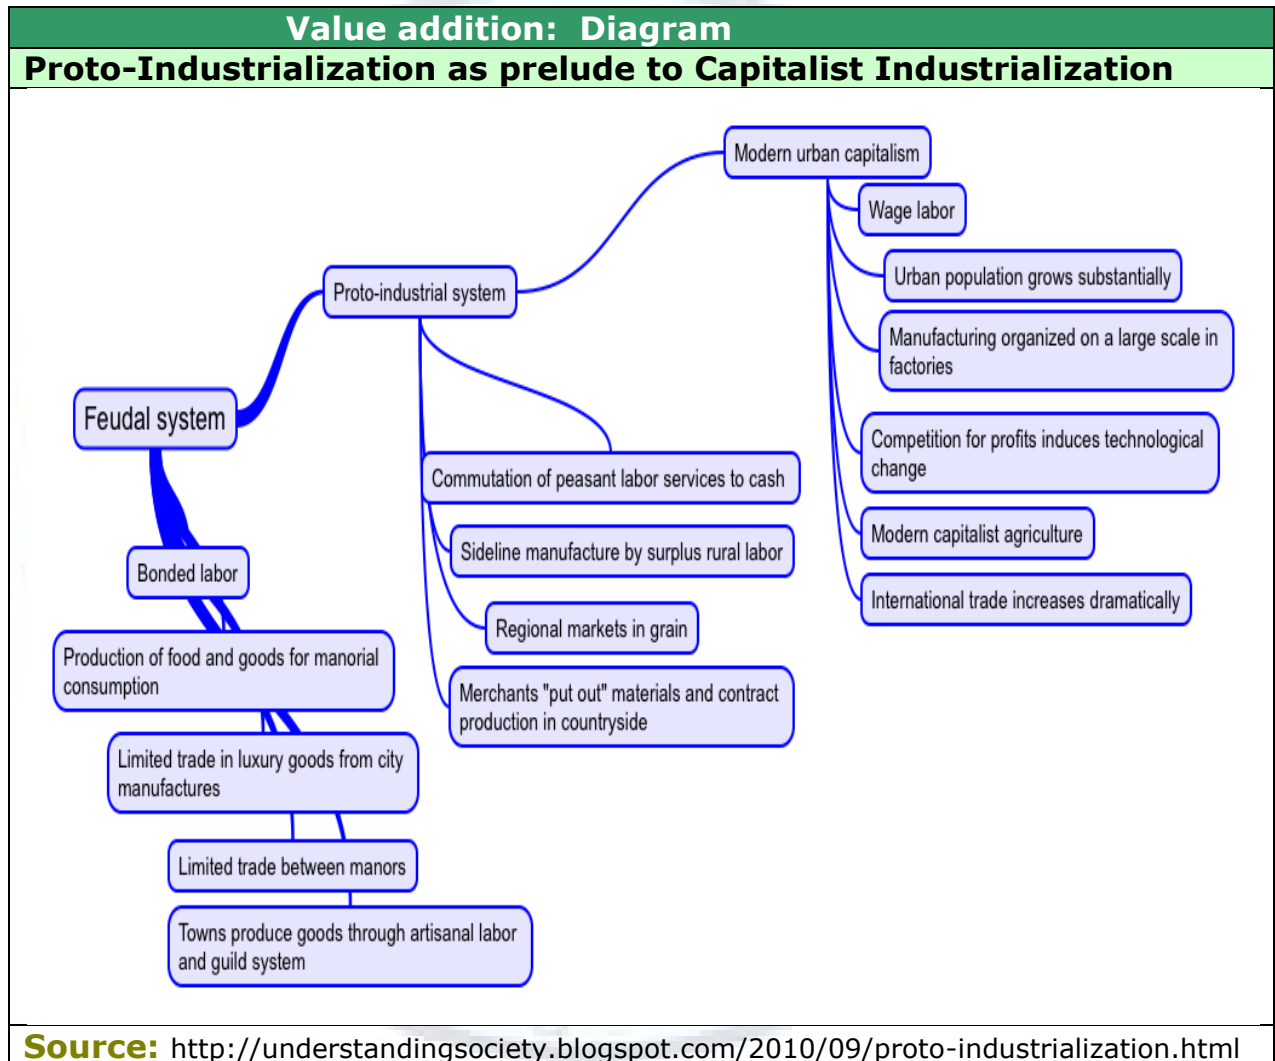 Value addition: Diagram
Proto-Industrialization as prelude to Capitalist Industrialization
Modern urban capitalism
Wage labor
Urban population grows substantially
Manufacturing organized on a large scale in
factories
Competition for profits induces technological
change
Modern capitalist agriculture
International trade increases dramatically
Proto-industrial system
Commutation of peasant labor services to cash
Sideline manufacture by surplus rural labor
Regional markets in grain
Merchants "put out" materials and contract
production in countryside
Feudal system
Bonded labor
Production of food and goods for manorial
consumption
Limited trade in luxury goods from city
manufactures
Limited trade between manors
Towns produce goods through artisanal labor
and guild system
Source: http://understandingsociety.blogspot.com/2010/09/proto-industrialization.html